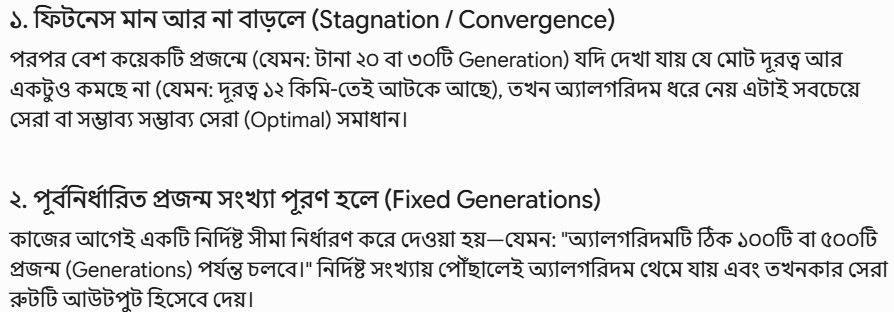 ১. ফিটনেস মান আর না বাড়লে (Stagnation / Convergence)
পরপর বেশ কয়েকটি প্রজন্মে (যেমন: টানা ২০ বা ৩০টি Generation) যদি দেখা যায় যে মোট দূরত্ব আর
একটুও কমছে না (যেমন: দূরত্ব ১২ কিমি-তেই আটকে আছে), তখন অ্যালগরিদম ধরে নেয় এটাই সবচেয়ে
সেরা বা সম্ভাব্য সম্ভাব্য সেরা (Optimal) সমাধান।
২. পূর্বনির্ধারিত প্রজন্ম সংখ্যা পূরণ হলে (Fixed Generations)
কাজের আগেই একটি নির্দিষ্ট সীমা নির্ধারণ করে দেওয়া হয়—যেমন: "অ্যালগরিদমটি ঠিক ১০০টি বা ৫০০টি
প্রজন্ম (Generations) পর্যন্ত চলবে।" নির্দিষ্ট সংখ্যায় পৌঁছালেই অ্যালগরিদম থেমে যায় এবং তখনকার সেরা
রুটটি আউটপুট হিসেবে দেয়।